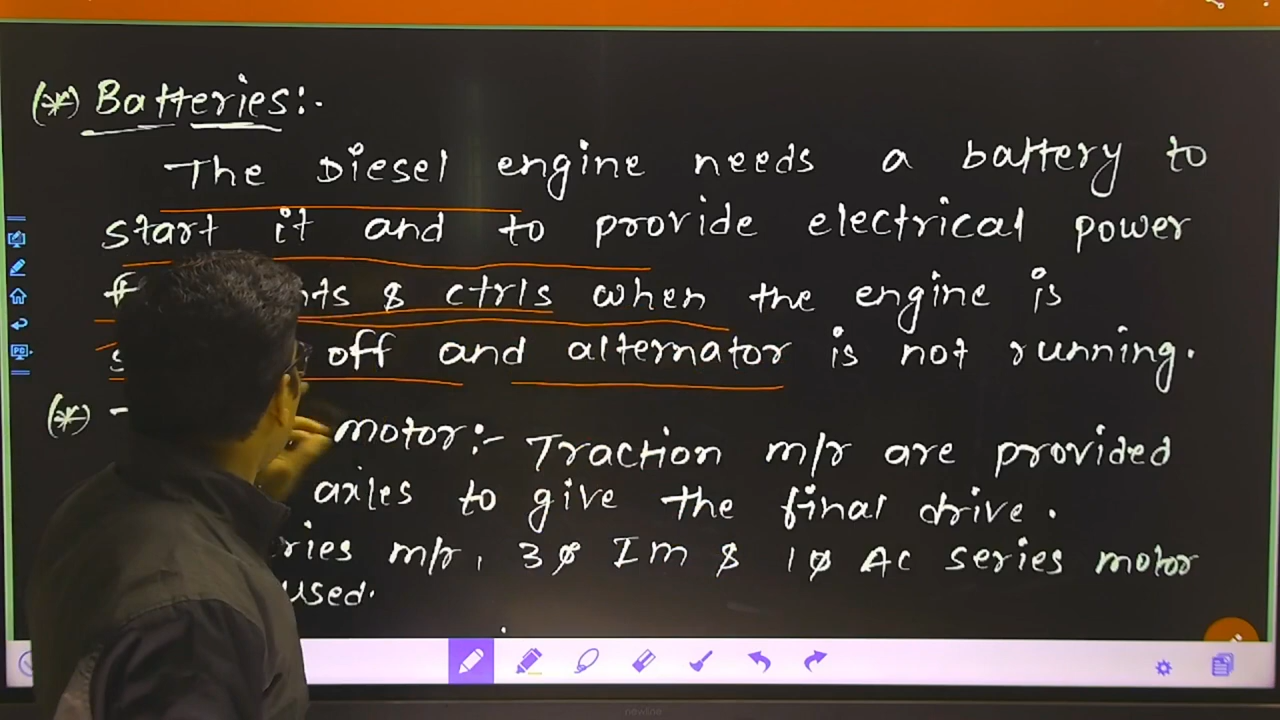 (*) Batteries:-
The Diesel engine needs a battery to
start it and to provide electrical power
& ctrls when the engine is
off and alternator is not running.
(*) motor:- Traction m/r are provided
axles to give the final drive.
m/r, 3φ Im & 1φ Ac series motor
used.
PC
newline